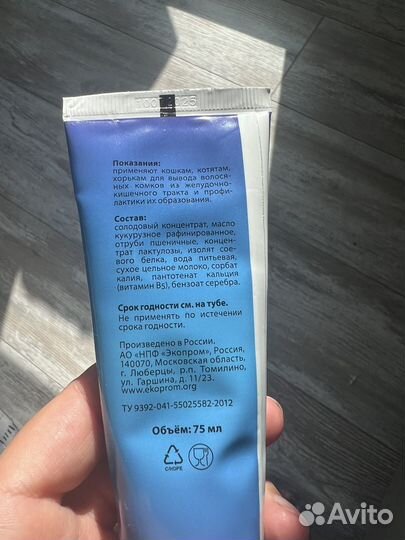 Показания:
применяют кошкам, котятам,
хорькам для вывода волося-
ных комков из желудочно-
кишечного тракта и профи-
лактики их образования.
Состав:
солодовый концентрат, масло
кукурузное рафинированное,
отруби пшеничные, концен-
трат лактулозы, изолят сое-
вого белка, вода питьевая,
сухое цельное молоко, сорбат
калия, пантотенат кальция
(витамин B5), бензоат серебра.
Срок годности см. на тубе.
Не применять по истечении
срока годности.
Произведено в России.
АО «НПФ «Экопром», Россия,
140070, Московская область,
г. Люберцы, р.п. Томилино,
ул. Гаршина, д. 11/23.
www.ekoprom.org
ТУ 9392-041-55025582-2012
Объём: 75 мл
C/HDPE
Avito